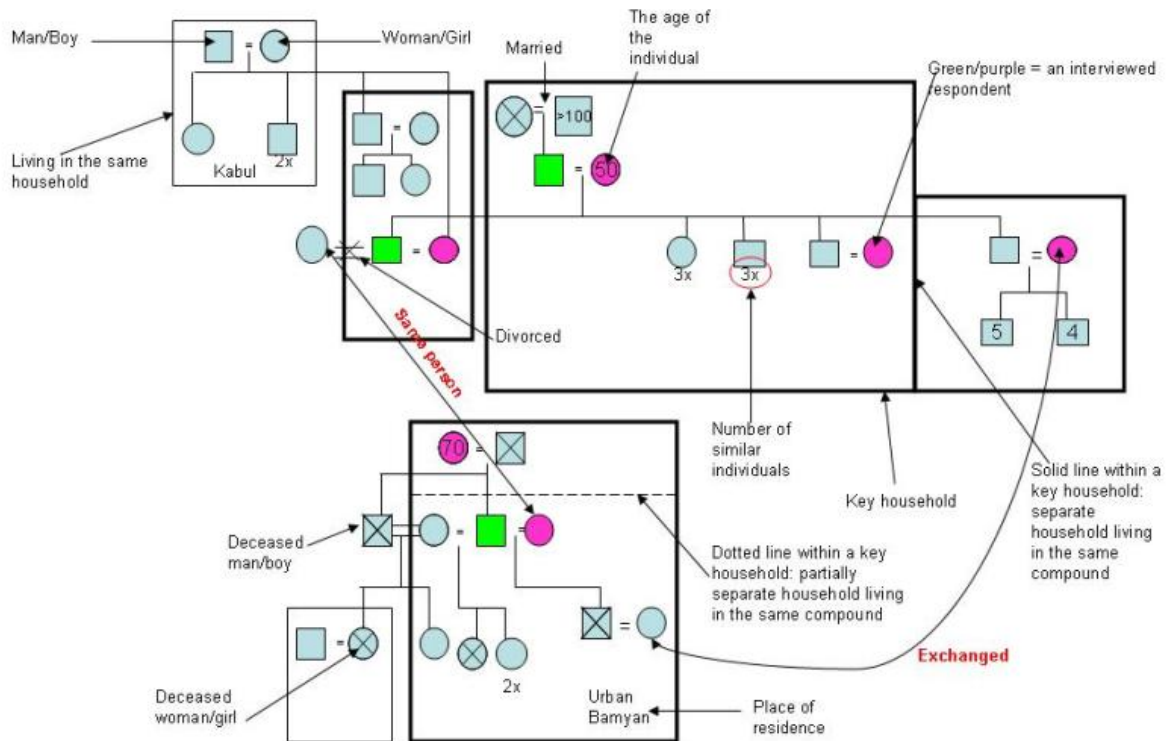 Man/Boy
Woman/Girl
Married
The age of
the
individual
Green/purple = an interviewed
respondent
= 
Living in the same
household
2x
Kabul
=
= >100
= 50
=
=
3x
3x
=
=
5
4
Divorced
Same person
Number of
similar
individuals
Key household
Solid line within a
key household:
separate
household living
in the same
compound
70 =
Deceased
man/boy
= =
Dotted line within a key
household: partially
separate household living
in the same compound
=
=
Exchanged
2x
Deceased
woman/girl
Urban
Bamyan
Place of
residence